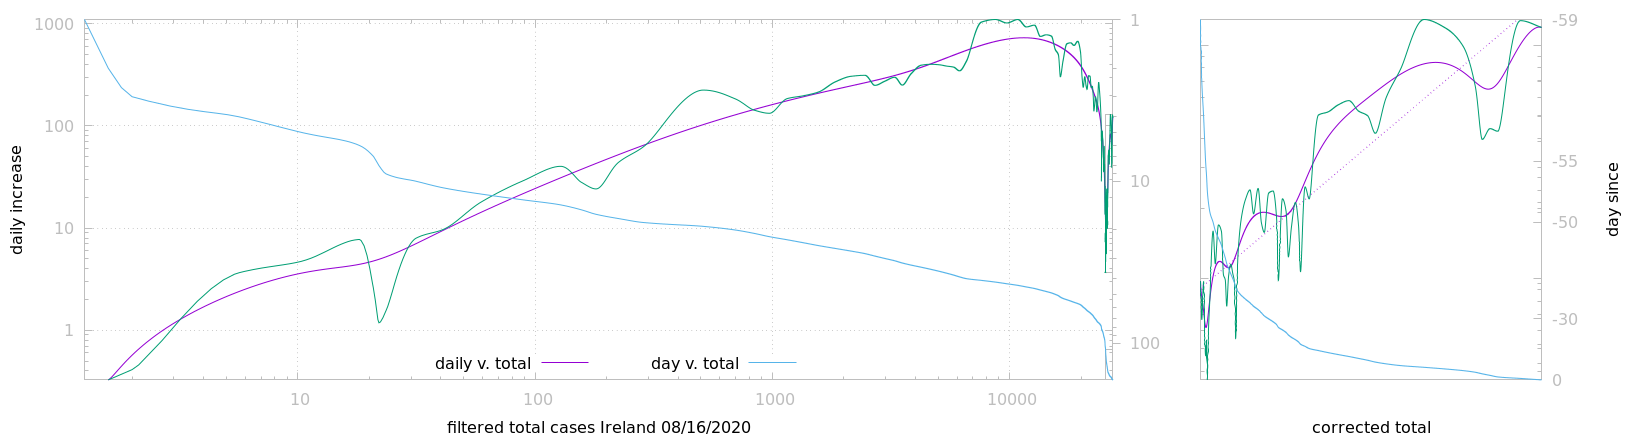 1000
100
10
1
daily increase
10
100
1000
10000
filtered total cases Ireland 08/16/2020
daily v. total
day v. total
1
10
100
-59
-55
-50
-30
0
day since
corrected total